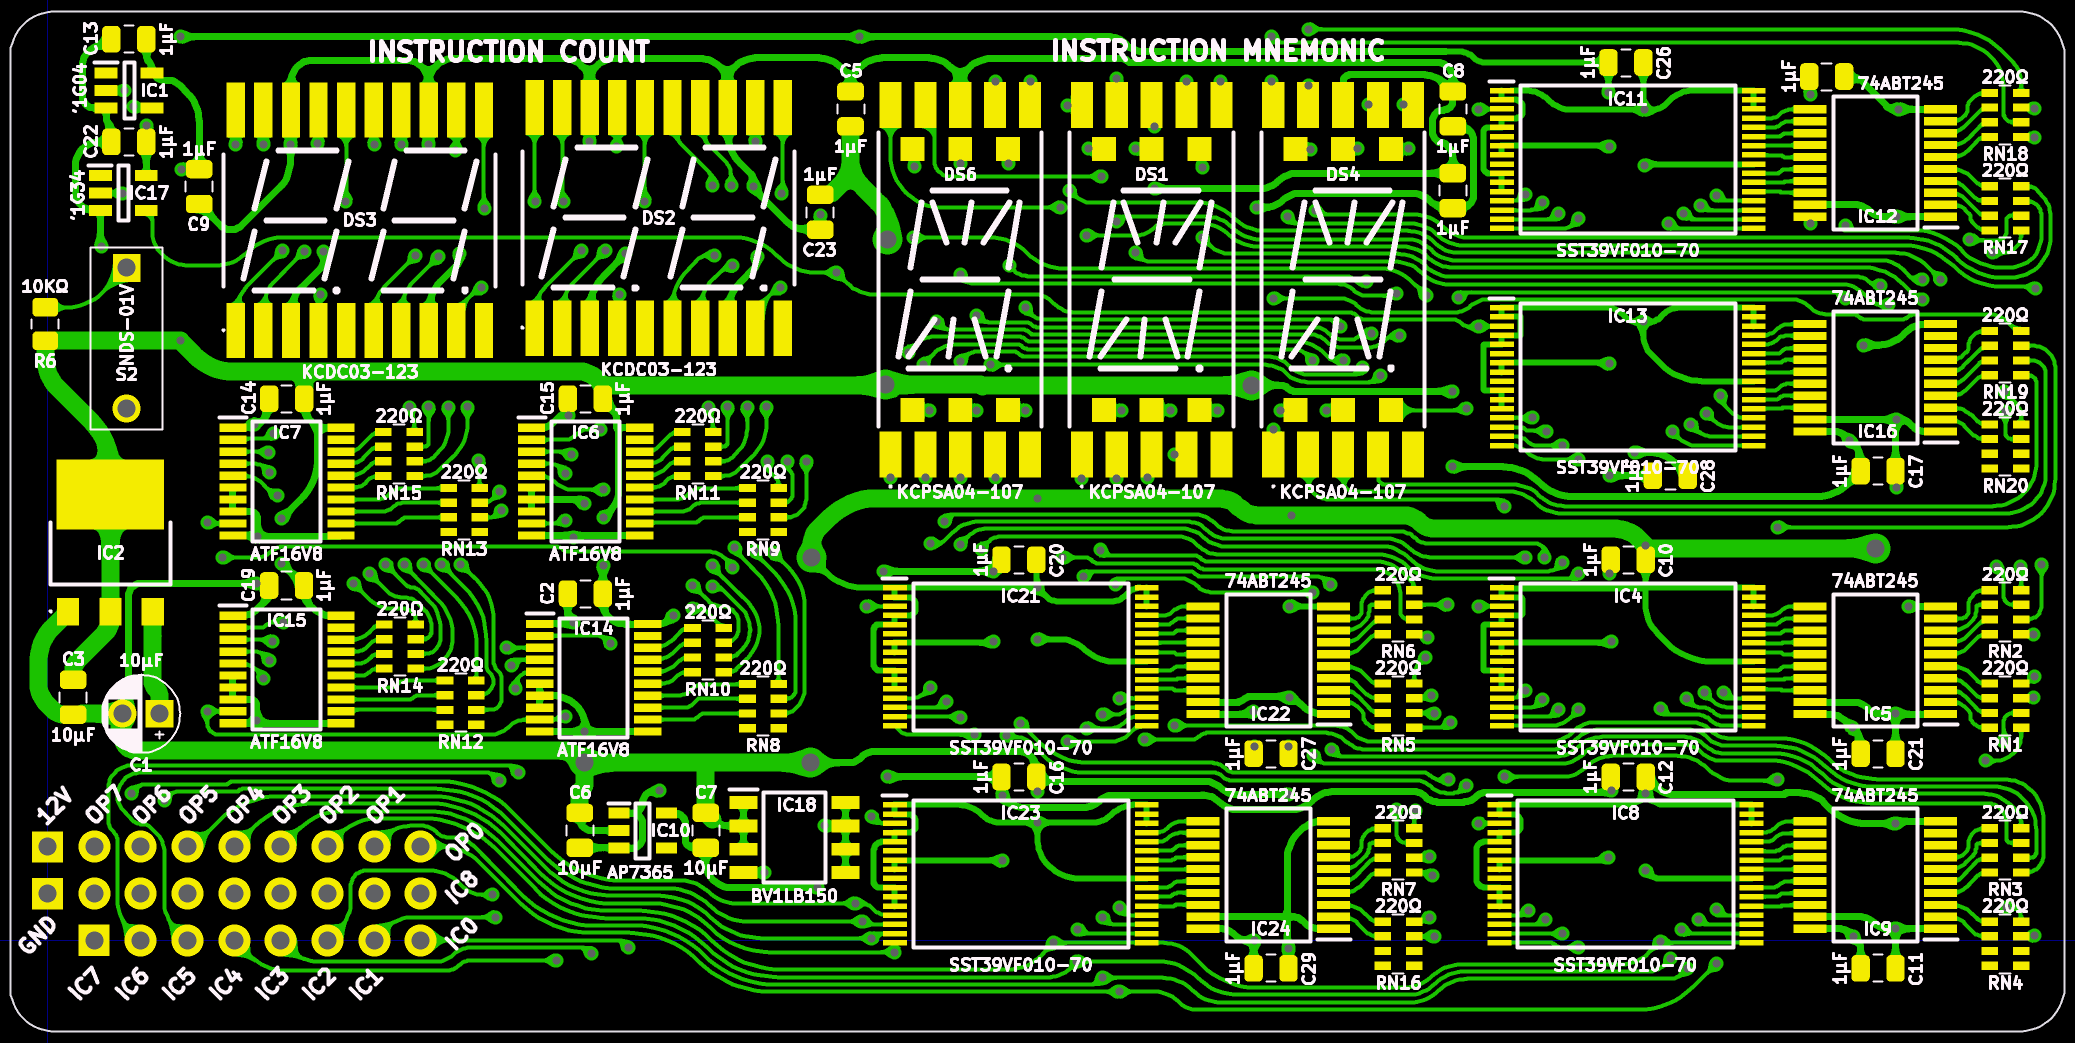 INSTRUCTION COUNT
INSTRUCTION MNEMONIC
C13
1µF
'1G04
IC1
C22
1µF
'1G34
IC17
1µF
C9
C5
1µF
1µF
C23
C8
1µF
1µF
1µF
C26
IC11
SST39VF010-70
1µF
74ABT245
IC12
220Ω
RN18
220Ω
RN17
DS3
DS2
DS6
DS1
DS4
KCDC03-123
KCDC03-123
10KΩ
R6
SNDS-01V
S2
IC13
SST39VF010-70
1µF
C28
74ABT245
IC16
1µF
C17
220Ω
RN19
220Ω
RN20
KCPSA04-107
KCPSA04-107
KCPSA04-107
C14
1µF
IC7
ATF16V8
220Ω
RN15
220Ω
RN13
C15
1µF
IC6
ATF16V8
220Ω
RN11
220Ω
RN9
IC2
C19
1µF
IC15
ATF16V8
220Ω
RN14
220Ω
RN12
C2
1µF
IC14
ATF16V8
220Ω
RN10
220Ω
RN8
1µF
C20
IC21
SST39VF010-70
74ABT245
IC22
220Ω
RN6
220Ω
RN5
1µF
C10
IC4
SST39VF010-70
74ABT245
IC5
220Ω
RN2
220Ω
RN1
C3
10µF
10µF
+
C1
1µF
C27
1µF
C21
1µF
C16
IC23
SST39VF010-70
74ABT245
IC24
220Ω
RN7
220Ω
RN16
1µF
C29
1µF
C12
IC8
SST39VF010-70
74ABT245
IC9
220Ω
RN3
220Ω
RN4
1µF
C11
C6
10µF
IC10
AP7365
C7
10µF
IC18
BV1LB150
12V
OP7
OP6
OP5
OP4
OP3
OP2
OP1
OP0
IC8
GND
IC7
IC6
IC5
IC4
IC3
IC2
IC1
IC0